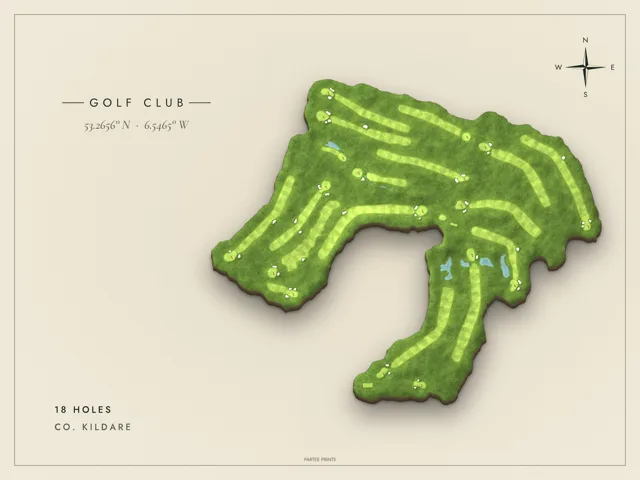 N
W E
S
GOLF CLUB
53.2656° N · 6.5465° W
18 HOLES
CO. KILDARE
PARTEE PRINTS